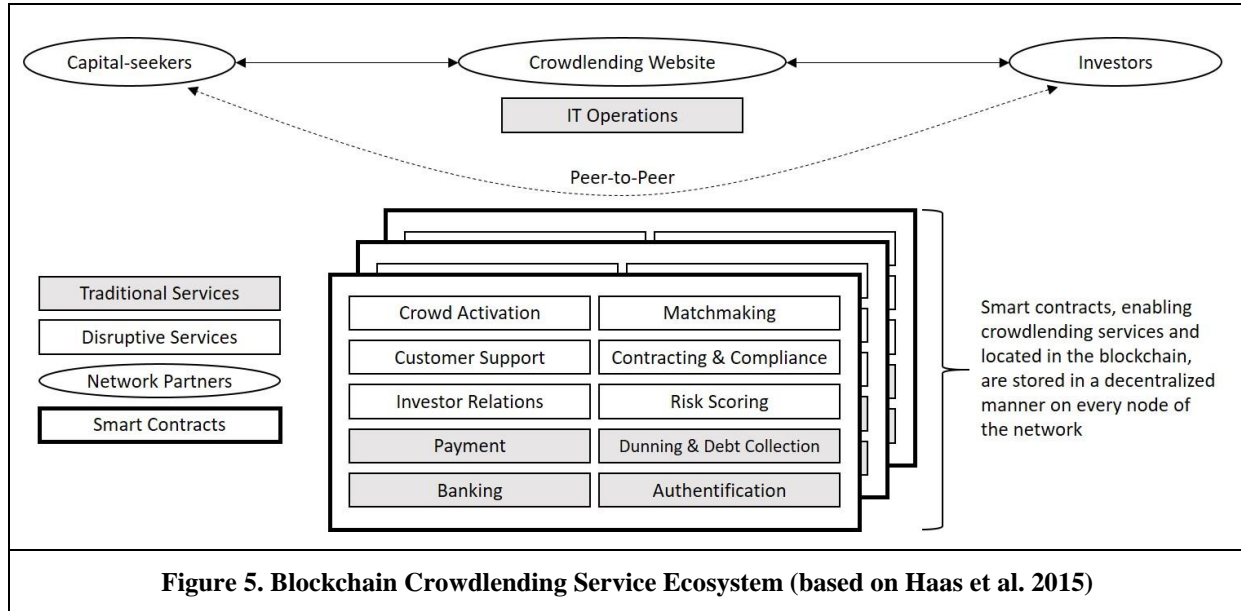 Capital-seekers
Crowdlending Website
Investors
IT Operations
Peer-to-Peer
Traditional Services
Disruptive Services
Network Partners
Smart Contracts
Crowd Activation
Matchmaking
Customer Support
Contracting & Compliance
Investor Relations
Risk Scoring
Payment
Dunning & Debt Collection
Banking
Authentification
Smart contracts, enabling
crowdlending services and
located in the blockchain,
are stored in a decentralized
manner on every node of
the network
Figure 5. Blockchain Crowdlending Service Ecosystem (based on Haas et al. 2015)